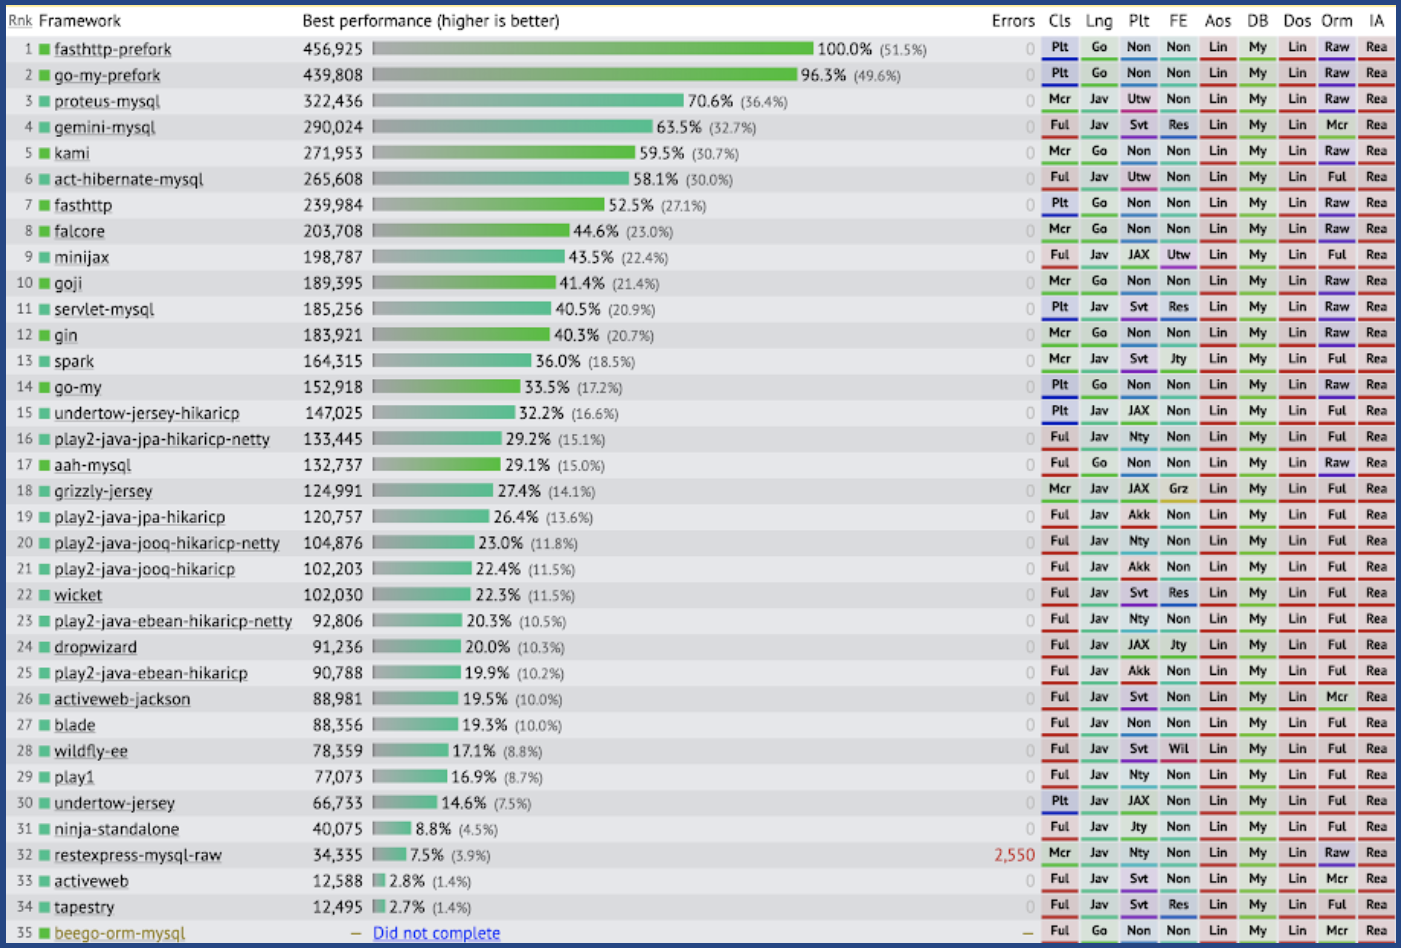 Rnk Framework Best performance (higher is better) Errors Cls Lng Plt FE Aos DB Dos Orm IA
1 fasthttp-prefork 456,925 100.0% (51.5%) 0 Plt Go Non Non Lin My Lin Raw Rea
2 go-my-prefork 439,808 96.3% (49.6%) 0 Plt Go Non Non Lin My Lin Raw Rea
3 proteus-mysql 322,436 70.6% (36.4%) 0 Mcr Jav Utw Non Lin My Lin Raw Rea
4 gemini-mysql 290,024 63.5% (32.7%) 0 Ful Jav Svt Res Lin My Lin Mcr Rea
5 kami 271,953 59.5% (30.7%) 0 Mcr Go Non Non Lin My Lin Raw Rea
6 act-hibernate-mysql 265,608 58.1% (30.0%) 0 Ful Jav Utw Non Lin My Lin Ful Rea
7 fasthttp 239,984 52.5% (27.1%) 0 Plt Go Non Non Lin My Lin Raw Rea
8 falcore 203,708 44.6% (23.0%) 0 Mcr Go Non Non Lin My Lin Raw Rea
9 minijax 198,787 43.5% (22.4%) 0 Ful Jav JAX Utw Lin My Lin Ful Rea
10 goji 189,395 41.4% (21.4%) 0 Mcr Go Non Non Lin My Lin Raw Rea
11 servlet-mysql 185,256 40.5% (20.9%) 0 Plt Jav Svt Res Lin My Lin Raw Rea
12 gin 183,921 40.3% (20.7%) 0 Mcr Go Non Non Lin My Lin Raw Rea
13 spark 164,315 36.0% (18.5%) 0 Mcr Jav Svt Jty Lin My Lin Ful Rea
14 go-my 152,918 33.5% (17.2%) 0 Plt Go Non Non Lin My Lin Raw Rea
15 undertow-jersey-hikaricp 147,025 32.2% (16.6%) 0 Plt Jav JAX Non Lin My Lin Ful Rea
16 play2-java-jpa-hikaricp-netty 133,445 29.2% (15.1%) 0 Ful Jav Nty Non Lin My Lin Ful Rea
17 aah-mysql 132,737 29.1% (15.0%) 0 Ful Go Non Non Lin My Lin Raw Rea
18 grizzly-jersey 124,991 27.4% (14.1%) 0 Mcr Jav JAX Grz Lin My Lin Ful Rea
19 play2-java-jpa-hikaricp 120,757 26.4% (13.6%) 0 Ful Jav Akk Non Lin My Lin Ful Rea
20 play2-java-jooq-hikaricp-netty 104,876 23.0% (11.8%) 0 Ful Jav Nty Non Lin My Lin Ful Rea
21 play2-java-jooq-hikaricp 102,203 22.4% (11.5%) 0 Ful Jav Akk Non Lin My Lin Ful Rea
22 wicket 102,030 22.3% (11.5%) 0 Ful Jav Svt Res Lin My Lin Ful Rea
23 play2-java-ebean-hikaricp-netty 92,806 20.3% (10.5%) 0 Ful Jav Nty Non Lin My Lin Ful Rea
24 dropwizard 91,236 20.0% (10.3%) 0 Ful Jav JAX Jty Lin My Lin Ful Rea
25 play2-java-ebean-hikaricp 90,788 19.9% (10.2%) 0 Ful Jav Akk Non Lin My Lin Ful Rea
26 activeweb-jackson 88,981 19.5% (10.0%) 0 Ful Jav Svt Non Lin My Lin Mcr Rea
27 blade 88,356 19.3% (10.0%) 0 Ful Jav Non Non Lin My Lin Ful Rea
28 wildfly-ee 78,359 17.1% (8.8%) 0 Ful Jav Svt Wil Lin My Lin Ful Rea
29 play1 77,073 16.9% (8.7%) 0 Ful Jav Nty Non Lin My Lin Ful Rea
30 undertow-jersey 66,733 14.6% (7.5%) 0 Plt Jav JAX Non Lin My Lin Ful Rea
31 ninja-standalone 40,075 8.8% (4.5%) 0 Ful Jav Jty Non Lin My Lin Ful Rea
32 restexpress-mysql-raw 34,335 7.5% (3.9%) 2,550 Mcr Jav Nty Non Lin My Lin Raw Rea
33 activeweb 12,588 2.8% (1.4%) 0 Ful Jav Svt Non Lin My Lin Mcr Rea
34 tapestry 12,495 2.7% (1.4%) 0 Ful Jav Svt Res Lin My Lin Ful Rea
35 beego-orm-mysql — Did not complete — Ful Go Non Non Lin My Lin Mcr Rea